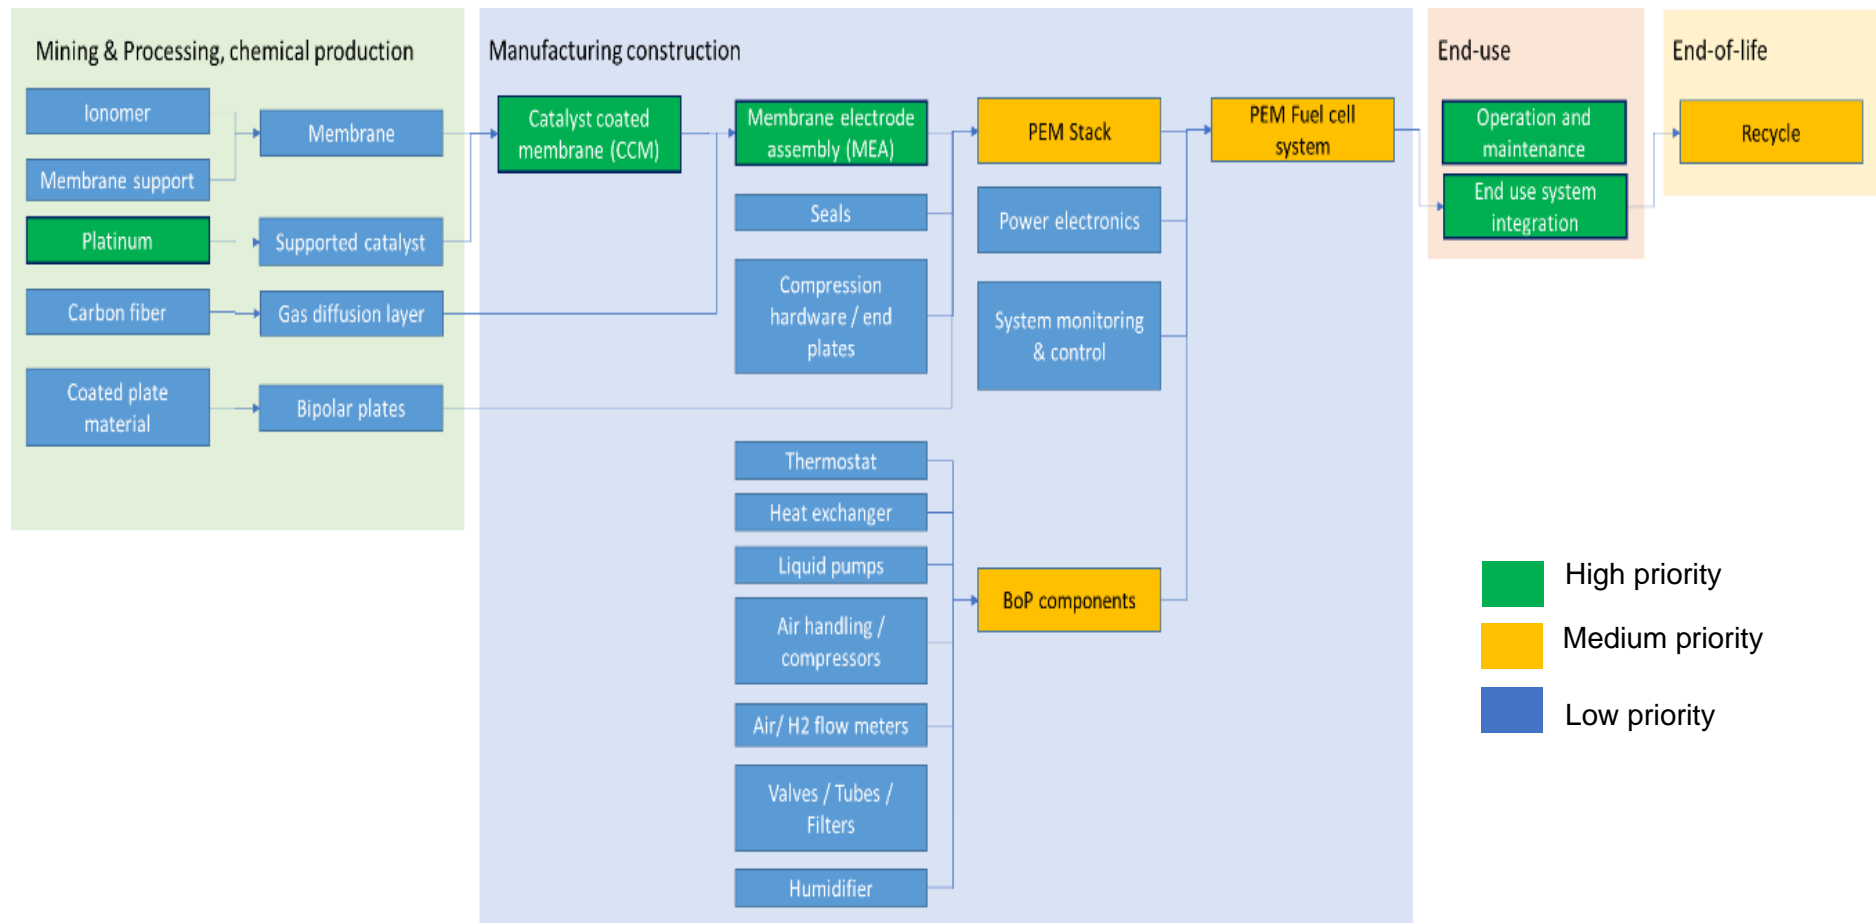 Mining & Processing, chemical production
Ionomer
Membrane support
Membrane
Platinum
Supported catalyst
Carbon fiber
Gas diffusion layer
Coated plate
material
Bipolar plates
Manufacturing construction
Catalyst coated
membrane (CCM)
Membrane electrode
assembly (MEA)
Seals
Compression
hardware / end
plates
PEM Stack
Power electronics
System monitoring
& control
PEM Fuel cell
system
Thermostat
Heat exchanger
Liquid pumps
Air handling /
compressors
Air/ H2 flow meters
Valves / Tubes /
Filters
Humidifier
BoP components
End-use
Operation and
maintenance
End use system
integration
End-of-life
Recycle
High priority
Medium priority
Low priority